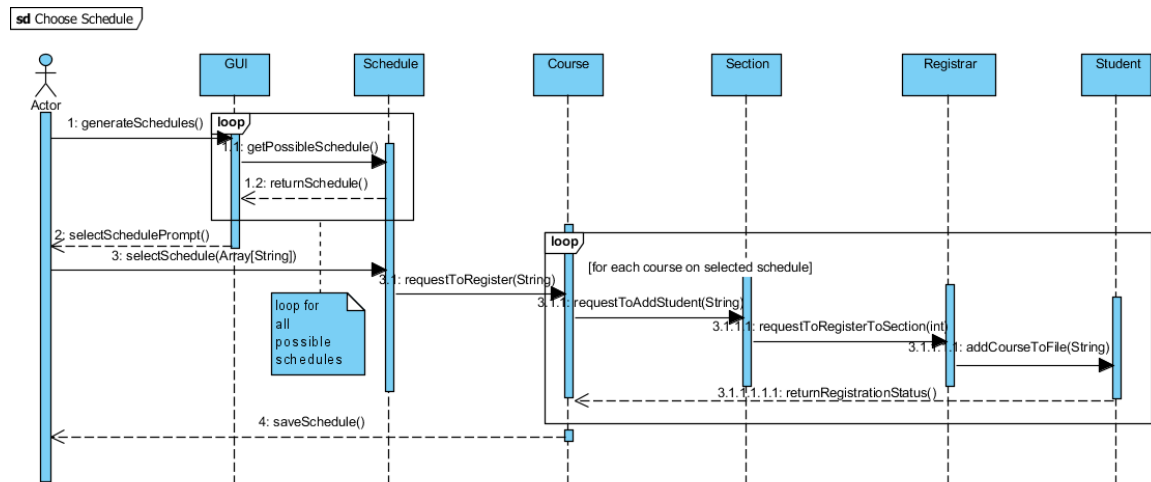 sd Choose Schedule
GUI
Schedule
Course
Section
Registrar
Student
Actor
loop
1: generateSchedules()
1.1: getPossibleSchedule()
1.2: returnSchedule()
2: selectSchedulePrompt()
3: selectSchedule(Array[String])
loop
[for each course on selected schedule]
3.1: requestToRegister(String)
3.1.1: requestToAddStudent(String)
3.1.1.1: requestToRegisterToSection(int)
3.1.1.1.1: addCourseToFile(String)
loop for
all
possible
schedules
3.1.1.1.1.1: returnRegistrationStatus()
4: saveSchedule()